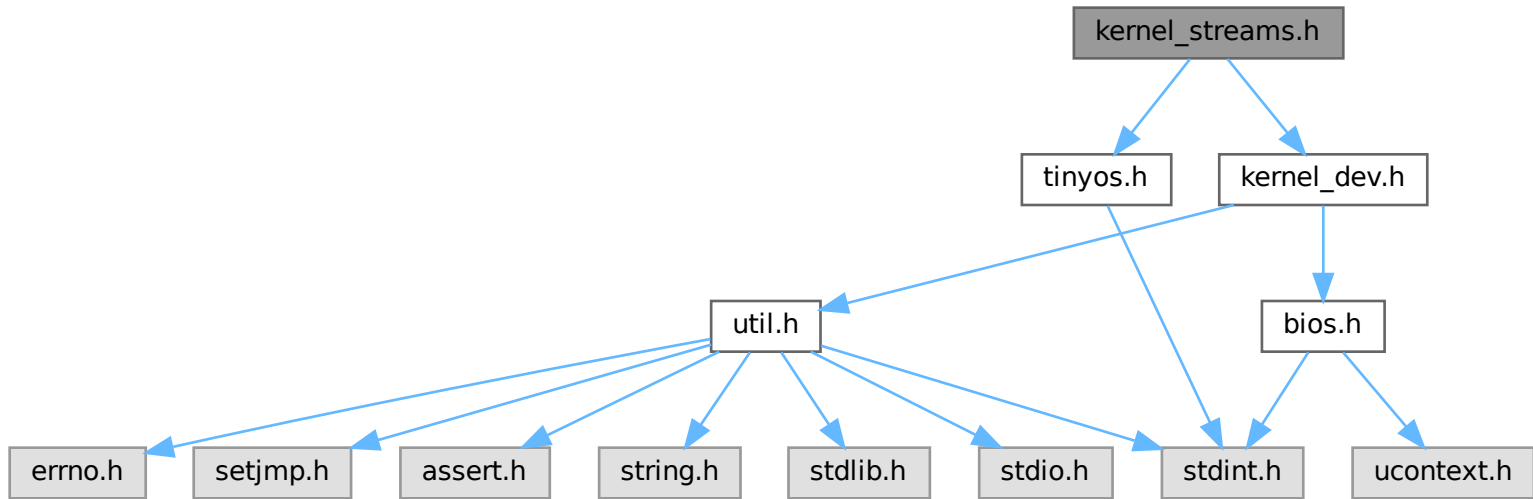 kernel_streams.h
tinyos.h
kernel_dev.h
util.h
bios.h
errno.h
setjmp.h
assert.h
string.h
stdlib.h
stdio.h
stdint.h
ucontext.h